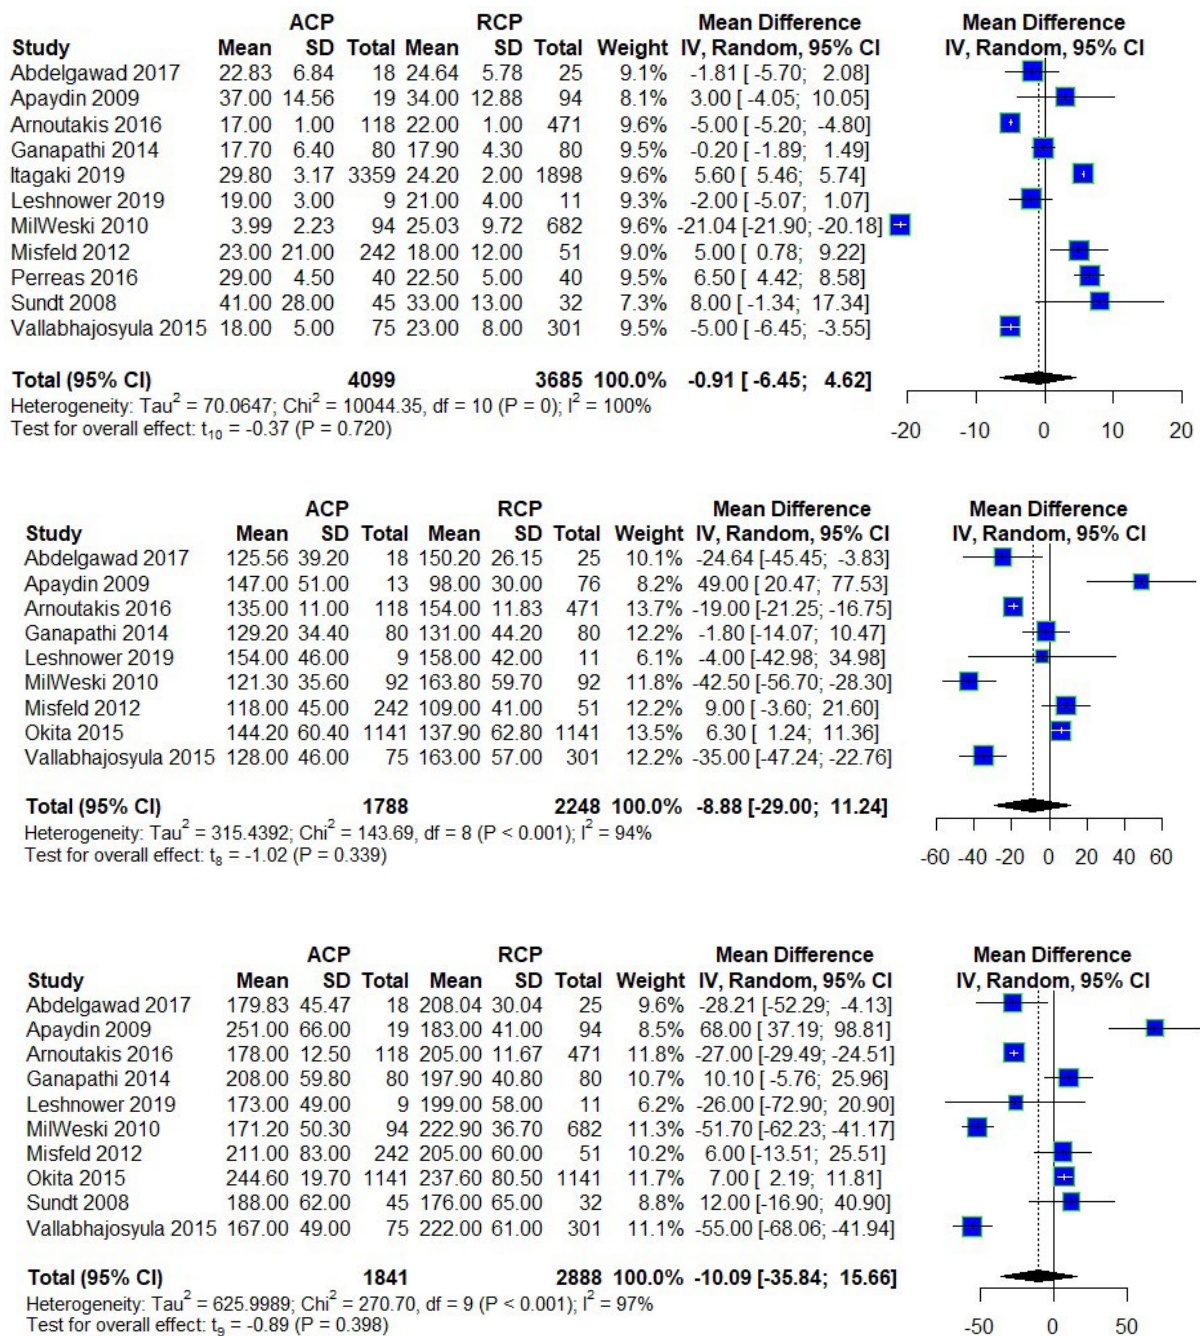 ACP RCP Mean Difference Mean Difference
Study Mean SD Total Mean SD Total Weight IV, Random, 95% CI IV, Random, 95% CI
Abdelgawad 2017 22.83 6.84 18 24.64 5.78 25 9.1% -1.81 [ -5.70; 2.08]
Apaydin 2009 37.00 14.56 19 34.00 12.88 94 8.1% 3.00 [ -4.05; 10.05]
Arnoutakis 2016 17.00 1.00 118 22.00 1.00 471 9.6% -5.00 [ -5.20; -4.80]
Ganapathi 2014 17.70 6.40 80 17.90 4.30 80 9.5% -0.20 [ -1.89; 1.49]
Itagaki 2019 29.80 3.17 3359 24.20 2.00 1898 9.6% 5.60 [ 5.46; 5.74]
Leshnower 2019 19.00 3.00 9 21.00 4.00 11 9.3% -2.00 [ -5.07; 1.07]
MilWeski 2010 3.99 2.23 94 25.03 9.72 682 9.6% -21.04 [-21.90; -20.18]
Misfeld 2012 23.00 21.00 242 18.00 12.00 51 9.0% 5.00 [ 0.78; 9.22]
Perreas 2016 29.00 4.50 40 22.50 5.00 40 9.5% 6.50 [ 4.42; 8.58]
Sundt 2008 41.00 28.00 45 33.00 13.00 32 7.3% 8.00 [ -1.34; 17.34]
Vallabhajosyula 2015 18.00 5.00 75 23.00 8.00 301 9.5% -5.00 [ -6.45; -3.55]
Total (95% CI) 4099 3685 100.0% -0.91 [ -6.45; 4.62]
Heterogeneity: Tau² = 70.0647; Chi² = 10044.35, df = 10 (P = 0); I² = 100%
Test for overall effect: t₁₀ = -0.37 (P = 0.720)
-20 -10 0 10 20
ACP RCP Mean Difference Mean Difference
Study Mean SD Total Mean SD Total Weight IV, Random, 95% CI IV, Random, 95% CI
Abdelgawad 2017 125.56 39.20 18 150.20 26.15 25 10.1% -24.64 [-45.45; -3.83]
Apaydin 2009 147.00 51.00 13 98.00 30.00 76 8.2% 49.00 [ 20.47; 77.53]
Arnoutakis 2016 135.00 11.00 118 154.00 11.83 471 13.7% -19.00 [-21.25; -16.75]
Ganapathi 2014 129.20 34.40 80 131.00 44.20 80 12.2% -1.80 [-14.07; 10.47]
Leshnower 2019 154.00 46.00 9 158.00 42.00 11 6.1% -4.00 [-42.98; 34.98]
MilWeski 2010 121.30 35.60 92 163.80 59.70 92 11.8% -42.50 [-56.70; -28.30]
Misfeld 2012 118.00 45.00 242 109.00 41.00 51 12.2% 9.00 [ -3.60; 21.60]
Okita 2015 144.20 60.40 1141 137.90 62.80 1141 13.5% 6.30 [ 1.24; 11.36]
Vallabhajosyula 2015 128.00 46.00 75 163.00 57.00 301 12.2% -35.00 [-47.24; -22.76]
Total (95% CI) 1788 2248 100.0% -8.88 [-29.00; 11.24]
Heterogeneity: Tau² = 315.4392; Chi² = 143.69, df = 8 (P < 0.001); I² = 94%
Test for overall effect: t₈ = -1.02 (P = 0.339)
-60 -40 -20 0 20 40 60
ACP RCP Mean Difference Mean Difference
Study Mean SD Total Mean SD Total Weight IV, Random, 95% CI IV, Random, 95% CI
Abdelgawad 2017 179.83 45.47 18 208.04 30.04 25 9.6% -28.21 [-52.29; -4.13]
Apaydin 2009 251.00 66.00 19 183.00 41.00 94 8.5% 68.00 [ 37.19; 98.81]
Arnoutakis 2016 178.00 12.50 118 205.00 11.67 471 11.8% -27.00 [-29.49; -24.51]
Ganapathi 2014 208.00 59.80 80 197.90 40.80 80 10.7% 10.10 [ -5.76; 25.96]
Leshnower 2019 173.00 49.00 9 199.00 58.00 11 6.2% -26.00 [-72.90; 20.90]
MilWeski 2010 171.20 50.30 94 222.90 36.70 682 11.3% -51.70 [-62.23; -41.17]
Misfeld 2012 211.00 83.00 242 205.00 60.00 51 10.2% 6.00 [-13.51; 25.51]
Okita 2015 244.60 19.70 1141 237.60 80.50 1141 11.7% 7.00 [ 2.19; 11.81]
Sundt 2008 188.00 62.00 45 176.00 65.00 32 8.8% 12.00 [-16.90; 40.90]
Vallabhajosyula 2015 167.00 49.00 75 222.00 61.00 301 11.1% -55.00 [-68.06; -41.94]
Total (95% CI) 1841 2888 100.0% -10.09 [-35.84; 15.66]
Heterogeneity: Tau² = 625.9989; Chi² = 270.70, df = 9 (P < 0.001); I² = 97%
Test for overall effect: t₉ = -0.89 (P = 0.398)
-50 0 50